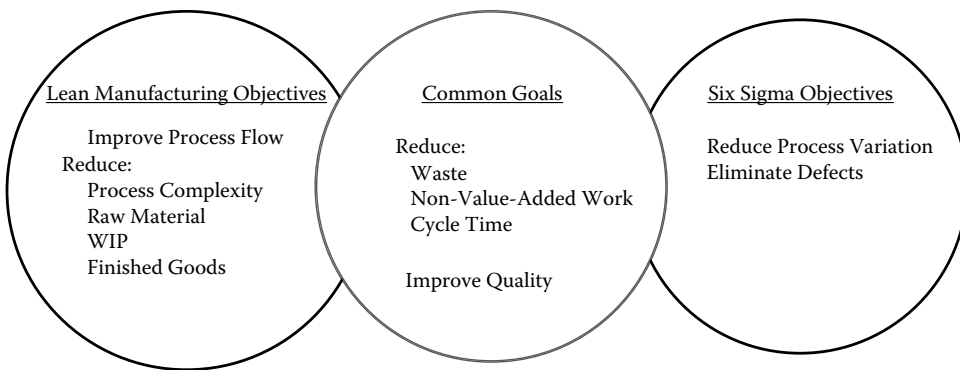 Lean Manufacturing Objectives
Improve Process Flow
Reduce:
Process Complexity
Raw Material
WIP
Finished Goods
Common Goals
Reduce:
Waste
Non-Value-Added Work
Cycle Time
Improve Quality
Six Sigma Objectives
Reduce Process Variation
Eliminate Defects